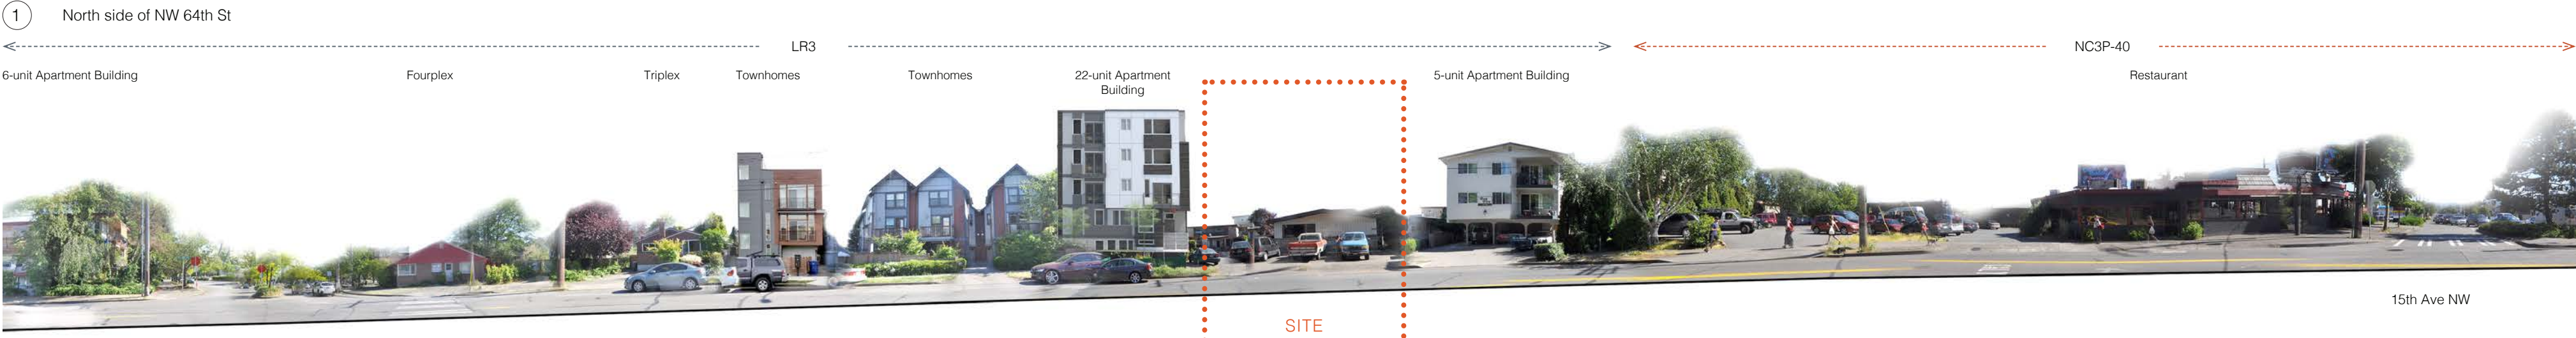 1 North side of NW 64th St
LR3
NC3P-40
6-unit Apartment Building
Fourplex
Triplex
Townhomes
Townhomes
22-unit Apartment
Building
5-unit Apartment Building
Restaurant
SITE
15th Ave NW